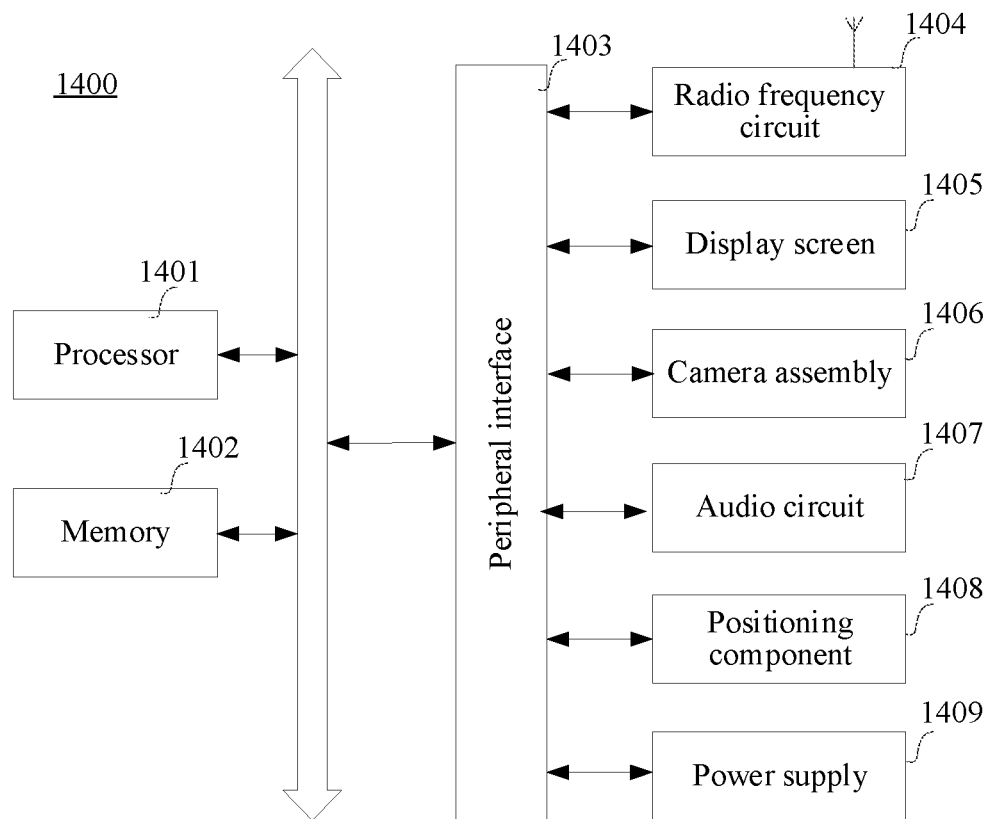 1400
1403
1404
Radio frequency
circuit
1405
Display screen
1401
Processor
1406
Camera assembly
Peripheral interface
1402
Memory
1407
Audio circuit
1408
Positioning
component
1409
Power supply